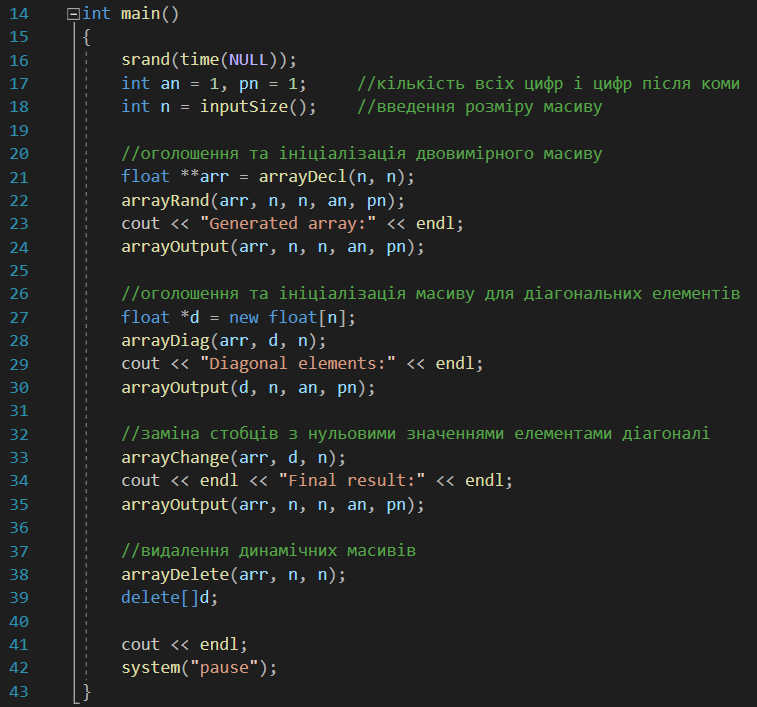 14 int main()
15 {
16 srand(time(NULL));
17 int an = 1, pn = 1; //кількість всіх цифр і цифр після коми
18 int n = inputSize(); //введення розміру масиву
19
20 //оголошення та ініціалізація двовимірного масиву
21 float **arr = arrayDecl(n, n);
22 arrayRand(arr, n, n, an, pn);
23 cout << "Generated array:" << endl;
24 arrayOutput(arr, n, n, an, pn);
25
26 //оголошення та ініціалізація масиву для діагональних елементів
27 float *d = new float[n];
28 arrayDiag(arr, d, n);
29 cout << "Diagonal elements:" << endl;
30 arrayOutput(d, n, an, pn);
31
32 //заміна стобців з нульовими значеннями елементами діагоналі
33 arrayChange(arr, d, n);
34 cout << endl << "Final result:" << endl;
35 arrayOutput(arr, n, n, an, pn);
36
37 //видалення динамічних масивів
38 arrayDelete(arr, n, n);
39 delete[]d;
40
41 cout << endl;
42 system("pause");
43 }